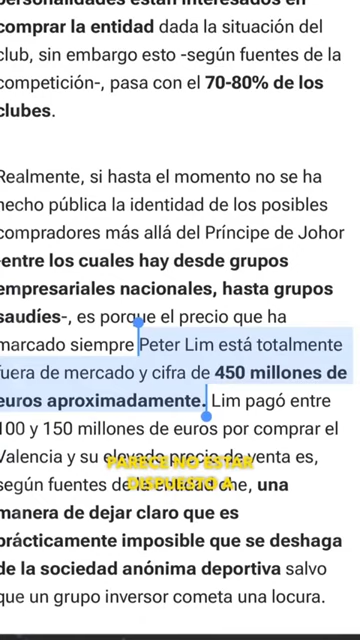 personalidades están interesados en
comprar la entidad dada la situación del
club, sin embargo esto -según fuentes de la
competición-, pasa con el 70-80% de los
clubes.
Realmente, si hasta el momento no se ha
hecho pública la identidad de los posibles
compradores más allá del Príncipe de Johor
-entre los cuales hay desde grupos
empresariales nacionales, hasta grupos
saudíes-, es porque el precio que ha
marcado siempre Peter Lim está totalmente
fuera de mercado y cifra de 450 millones de
euros aproximadamente. Lim pagó entre
100 y 150 millones de euros por comprar el
Valencia y su elevado precio de venta es,
PARECE NO ESTAR
según fuentes de la entidad che, una
DISPUESTO A
manera de dejar claro que es
prácticamente imposible que se deshaga
de la sociedad anónima deportiva salvo
que un grupo inversor cometa una locura.